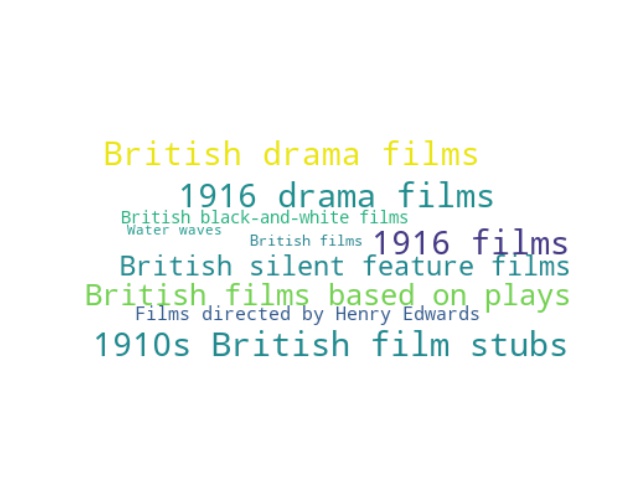 British drama films
1916 drama films
British black-and-white films
Water waves
British films
1916 films
British silent feature films
British films based on plays
Films directed by Henry Edwards
1910s British film stubs